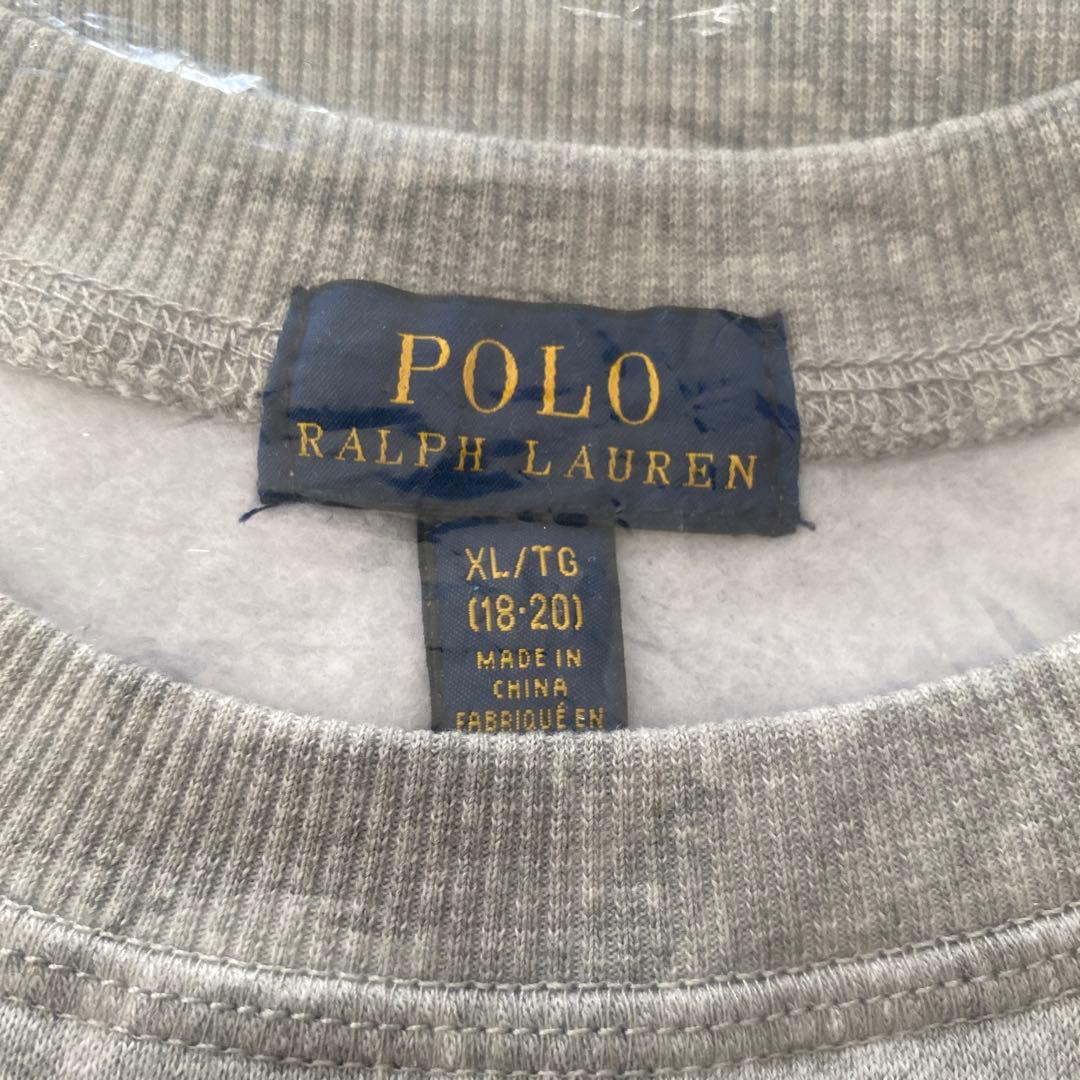 POLO
RALPH LAUREN
XL/TG
(18·20)
MADE IN
CHINA
FABRIQUÉ EN